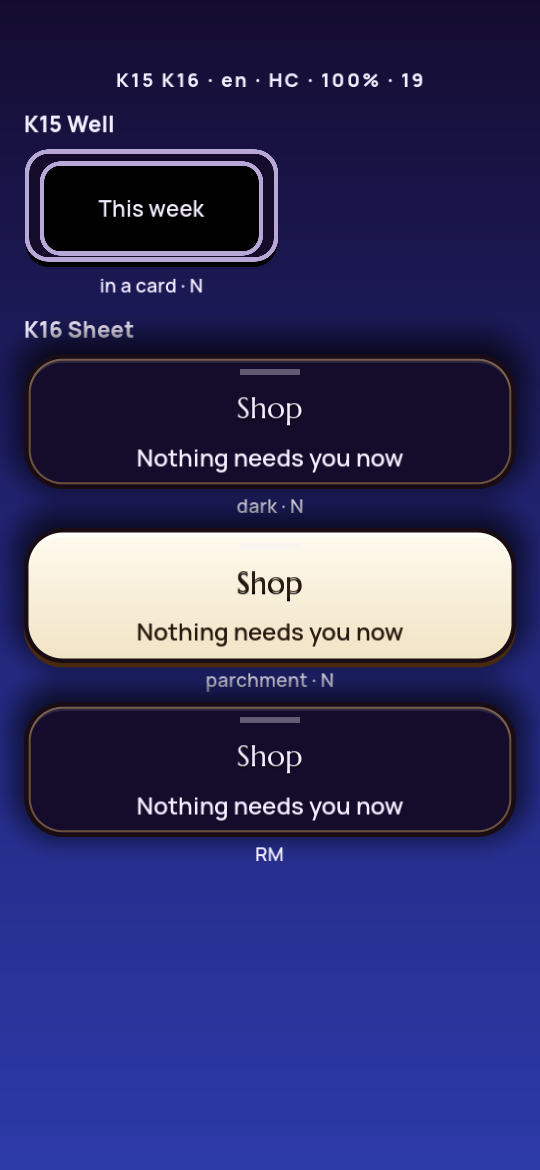 K15 K16 · en · HC · 100% · 19
K15 Well
This week
in a card · N
K16 Sheet
Shop
Nothing needs you now
dark · N
Shop
Nothing needs you now
parchment · N
Shop
Nothing needs you now
RM